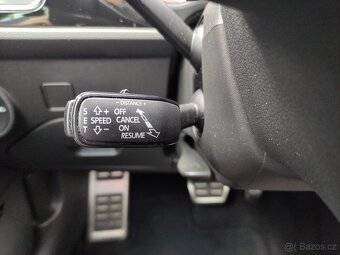 - DISTANCE +
S + OFF
E SPEED CANCEL
T - ON
RESUME
© Bazos.cz